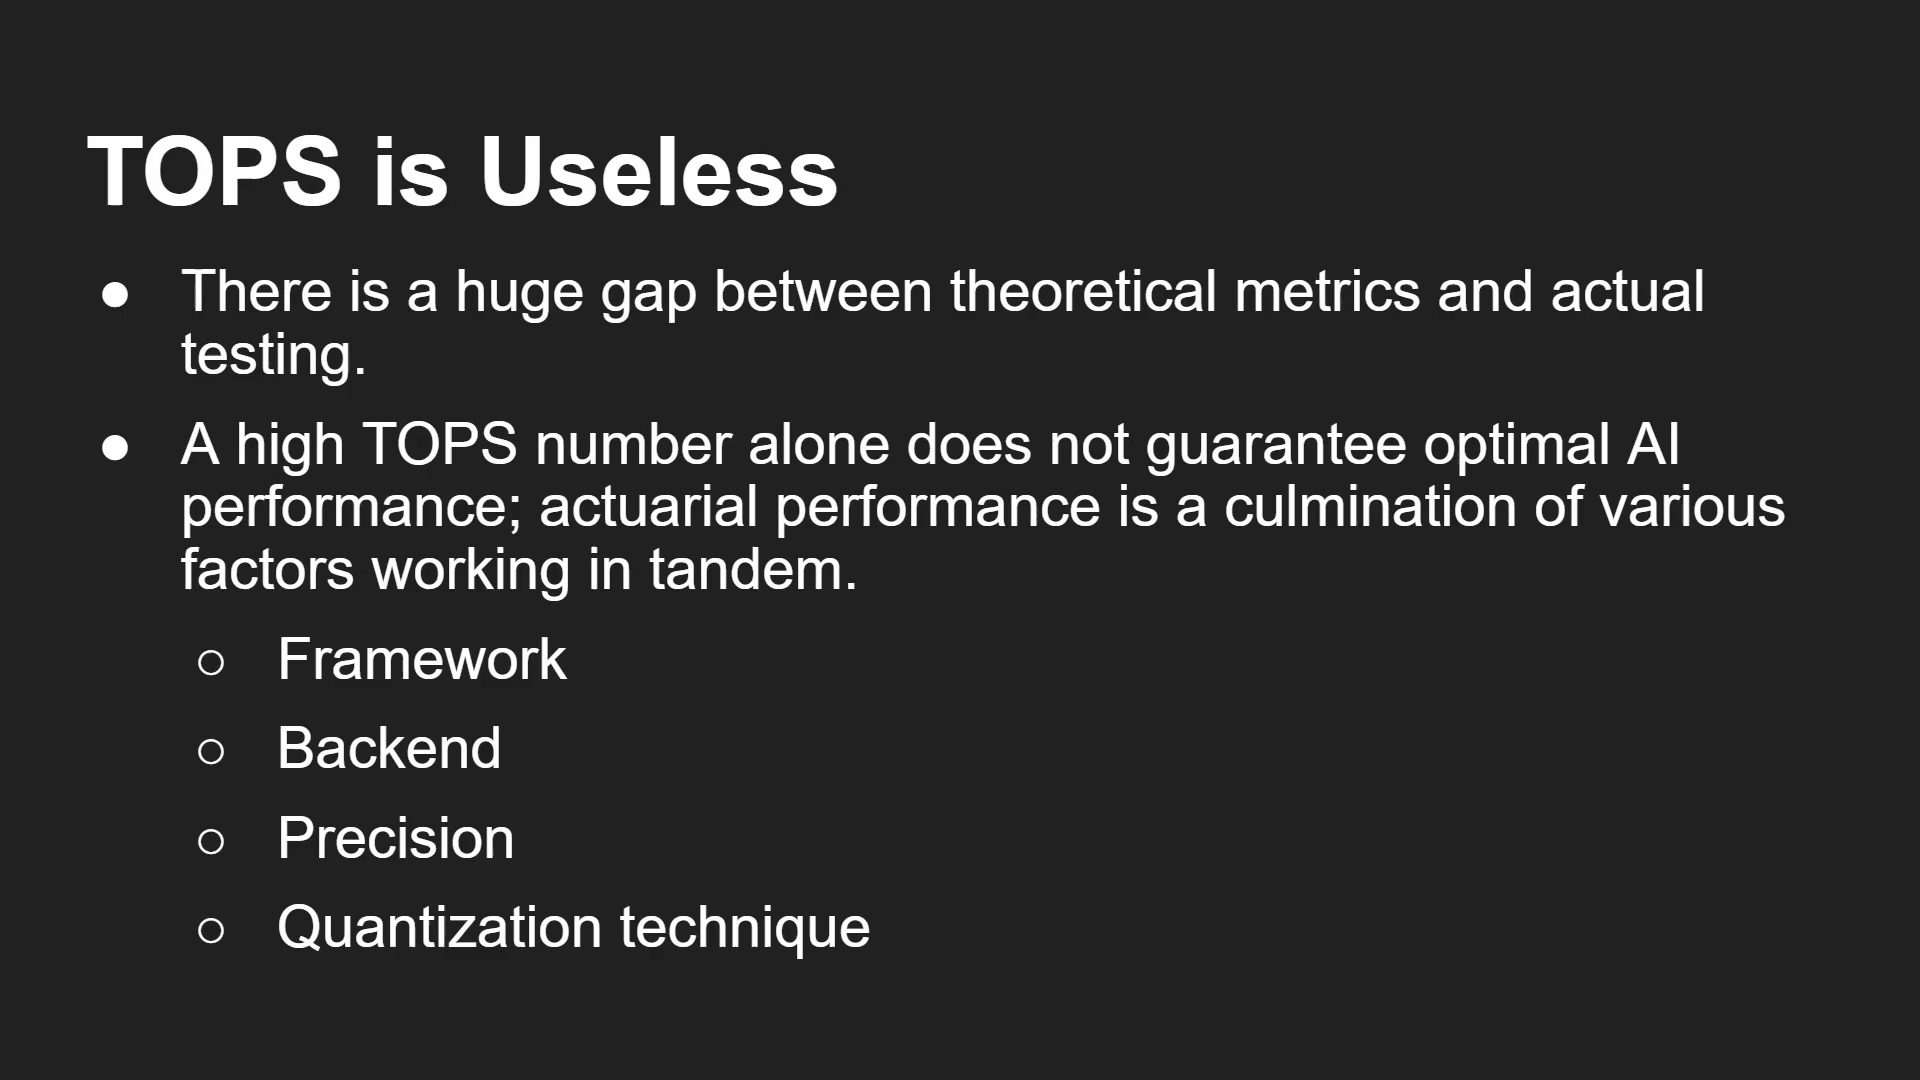 TOPS is Useless
● There is a huge gap between theoretical metrics and actual
testing.
● A high TOPS number alone does not guarantee optimal AI
performance; actuarial performance is a culmination of various
factors working in tandem.
○ Framework
○ Backend
○ Precision
○ Quantization technique